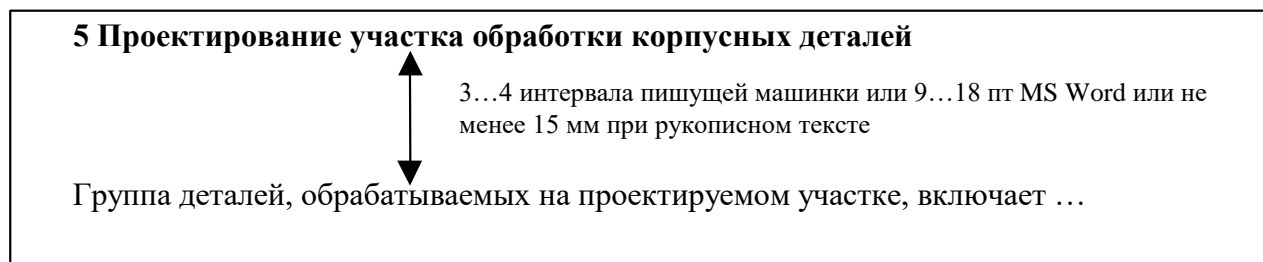 5 Проектирование участка обработки корпусных деталей
3…4 интервала пишущей машинки или 9…18 пт MS Word или не
менее 15 мм при рукописном тексте
Группа деталей, обрабатываемых на проектируемом участке, включает …